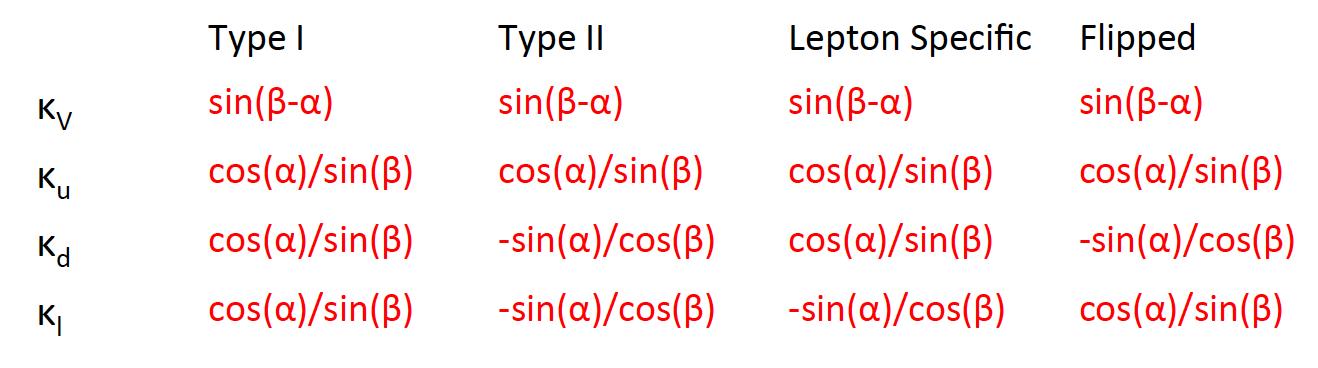 Type I Type II Lepton Specific Flipped
κV sin(β-α) sin(β-α) sin(β-α) sin(β-α)
κu cos(α)/sin(β) cos(α)/sin(β) cos(α)/sin(β) cos(α)/sin(β)
κd cos(α)/sin(β) -sin(α)/cos(β) cos(α)/sin(β) -sin(α)/cos(β)
κl cos(α)/sin(β) -sin(α)/cos(β) -sin(α)/cos(β) cos(α)/sin(β)